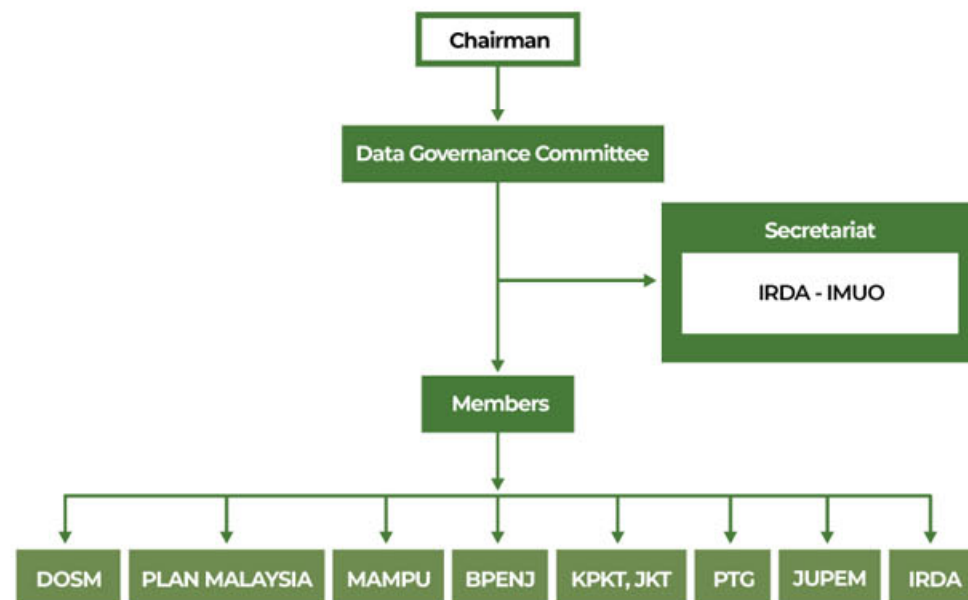 Chairman
Data Governance Committee
Secretariat
IRDA - IMUO
Members
DOSM
PLAN MALAYSIA
MAMPU
BPENJ
KPKT, JKT
PTG
JUPEM
IRDA